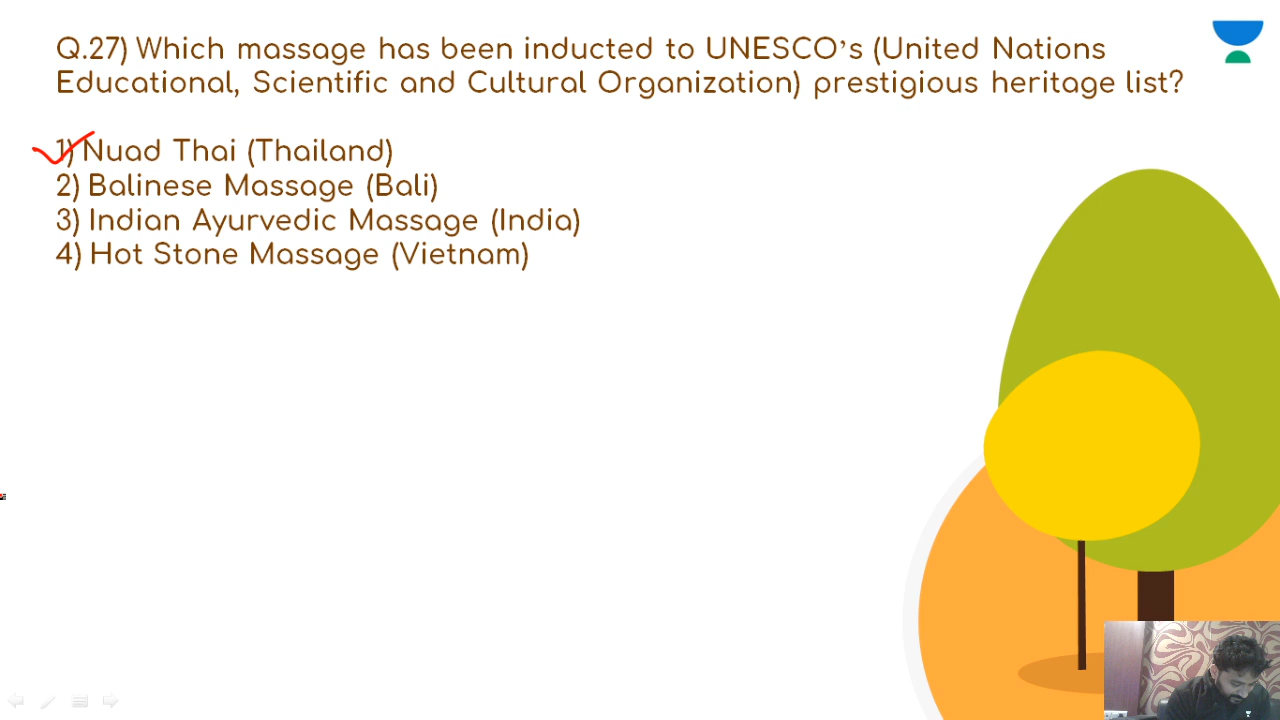 Q.27) Which massage has been inducted to UNESCO's (United Nations
Educational, Scientific and Cultural Organization) prestigious heritage list?
1) Nuad Thai (Thailand)
2) Balinese Massage (Bali)
3) Indian Ayurvedic Massage (India)
4) Hot Stone Massage (Vietnam)